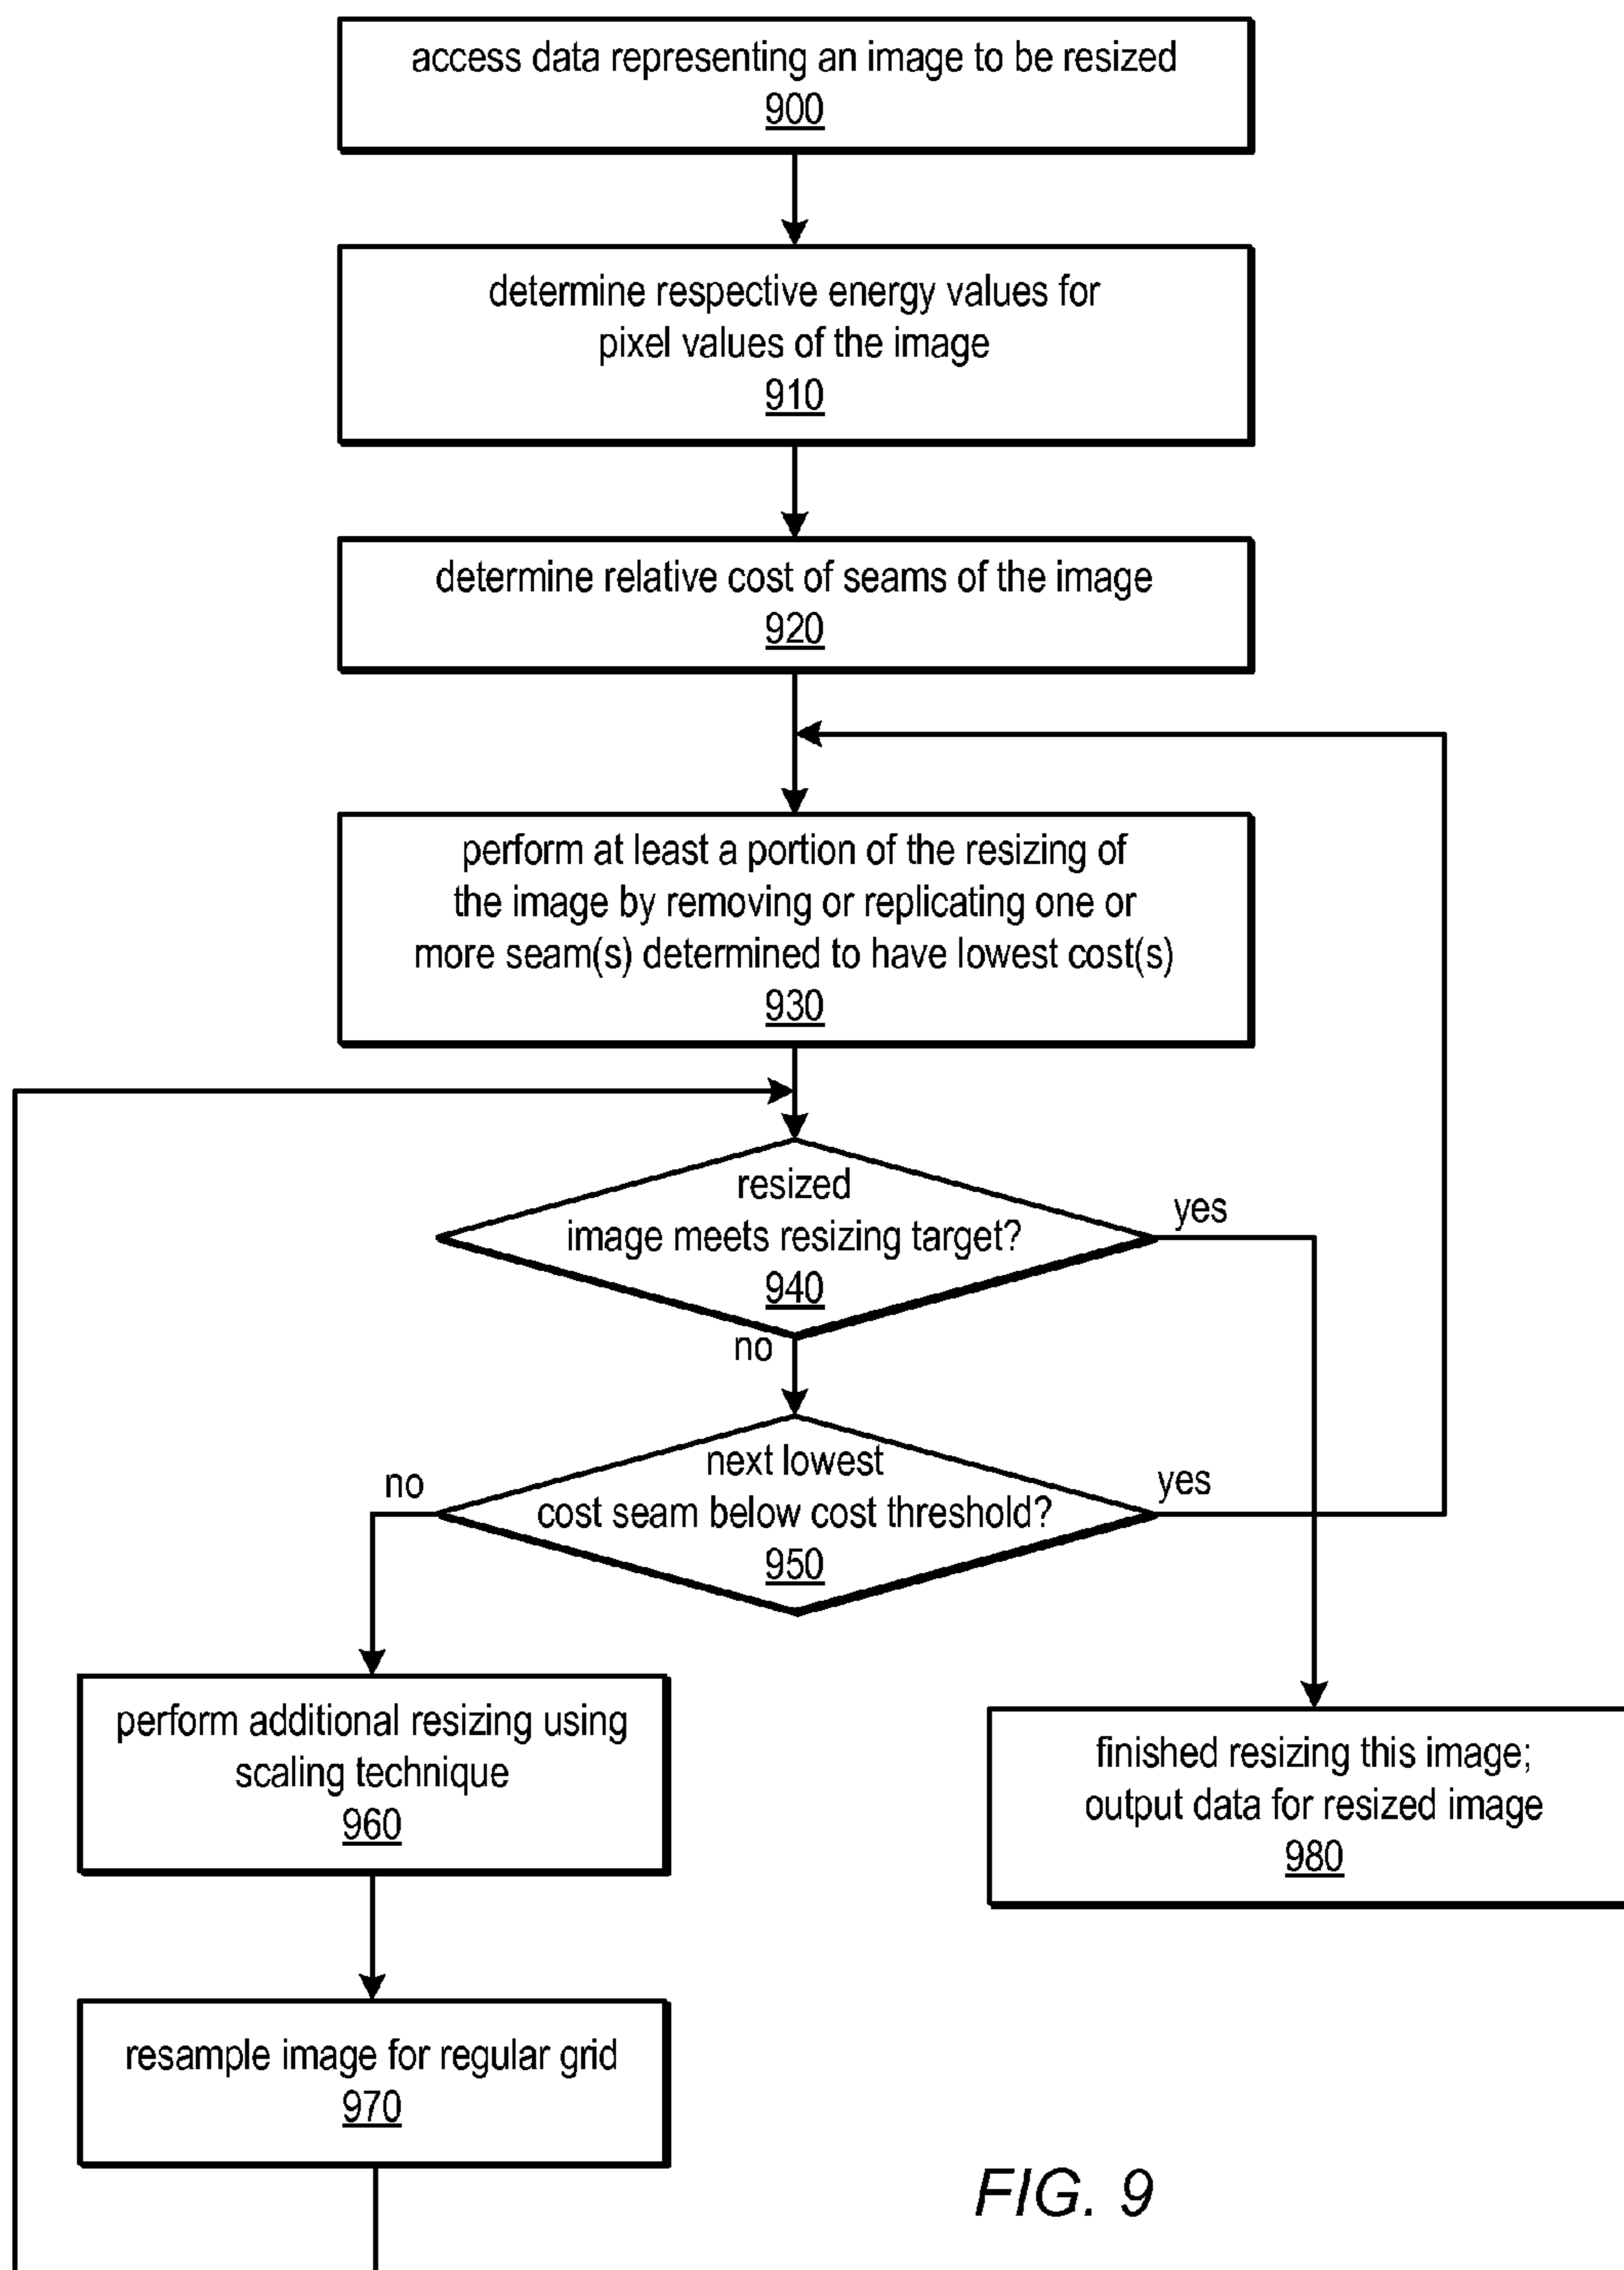 access data representing an image to be resized
900
determine respective energy values for
pixel values of the image
910
determine relative cost of seams of the image
920
perform at least a portion of the resizing of
the image by removing or replicating one or
more seam(s) determined to have lowest cost(s)
930
resized
image meets resizing target?
940
yes
no
next lowest
cost seam below cost threshold?
950
no
yes
perform additional resizing using
scaling technique
960
finished resizing this image;
output data for resized image
980
resample image for regular grid
970
FIG. 9